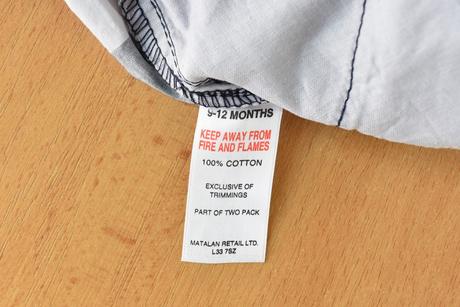 9-12 MONTHS
KEEP AWAY FROM
FIRE AND FLAMES
100% COTTON
EXCLUSIVE OF
TRIMMINGS
PART OF TWO PACK
MATALAN RETAIL LTD.
L33 7SZ